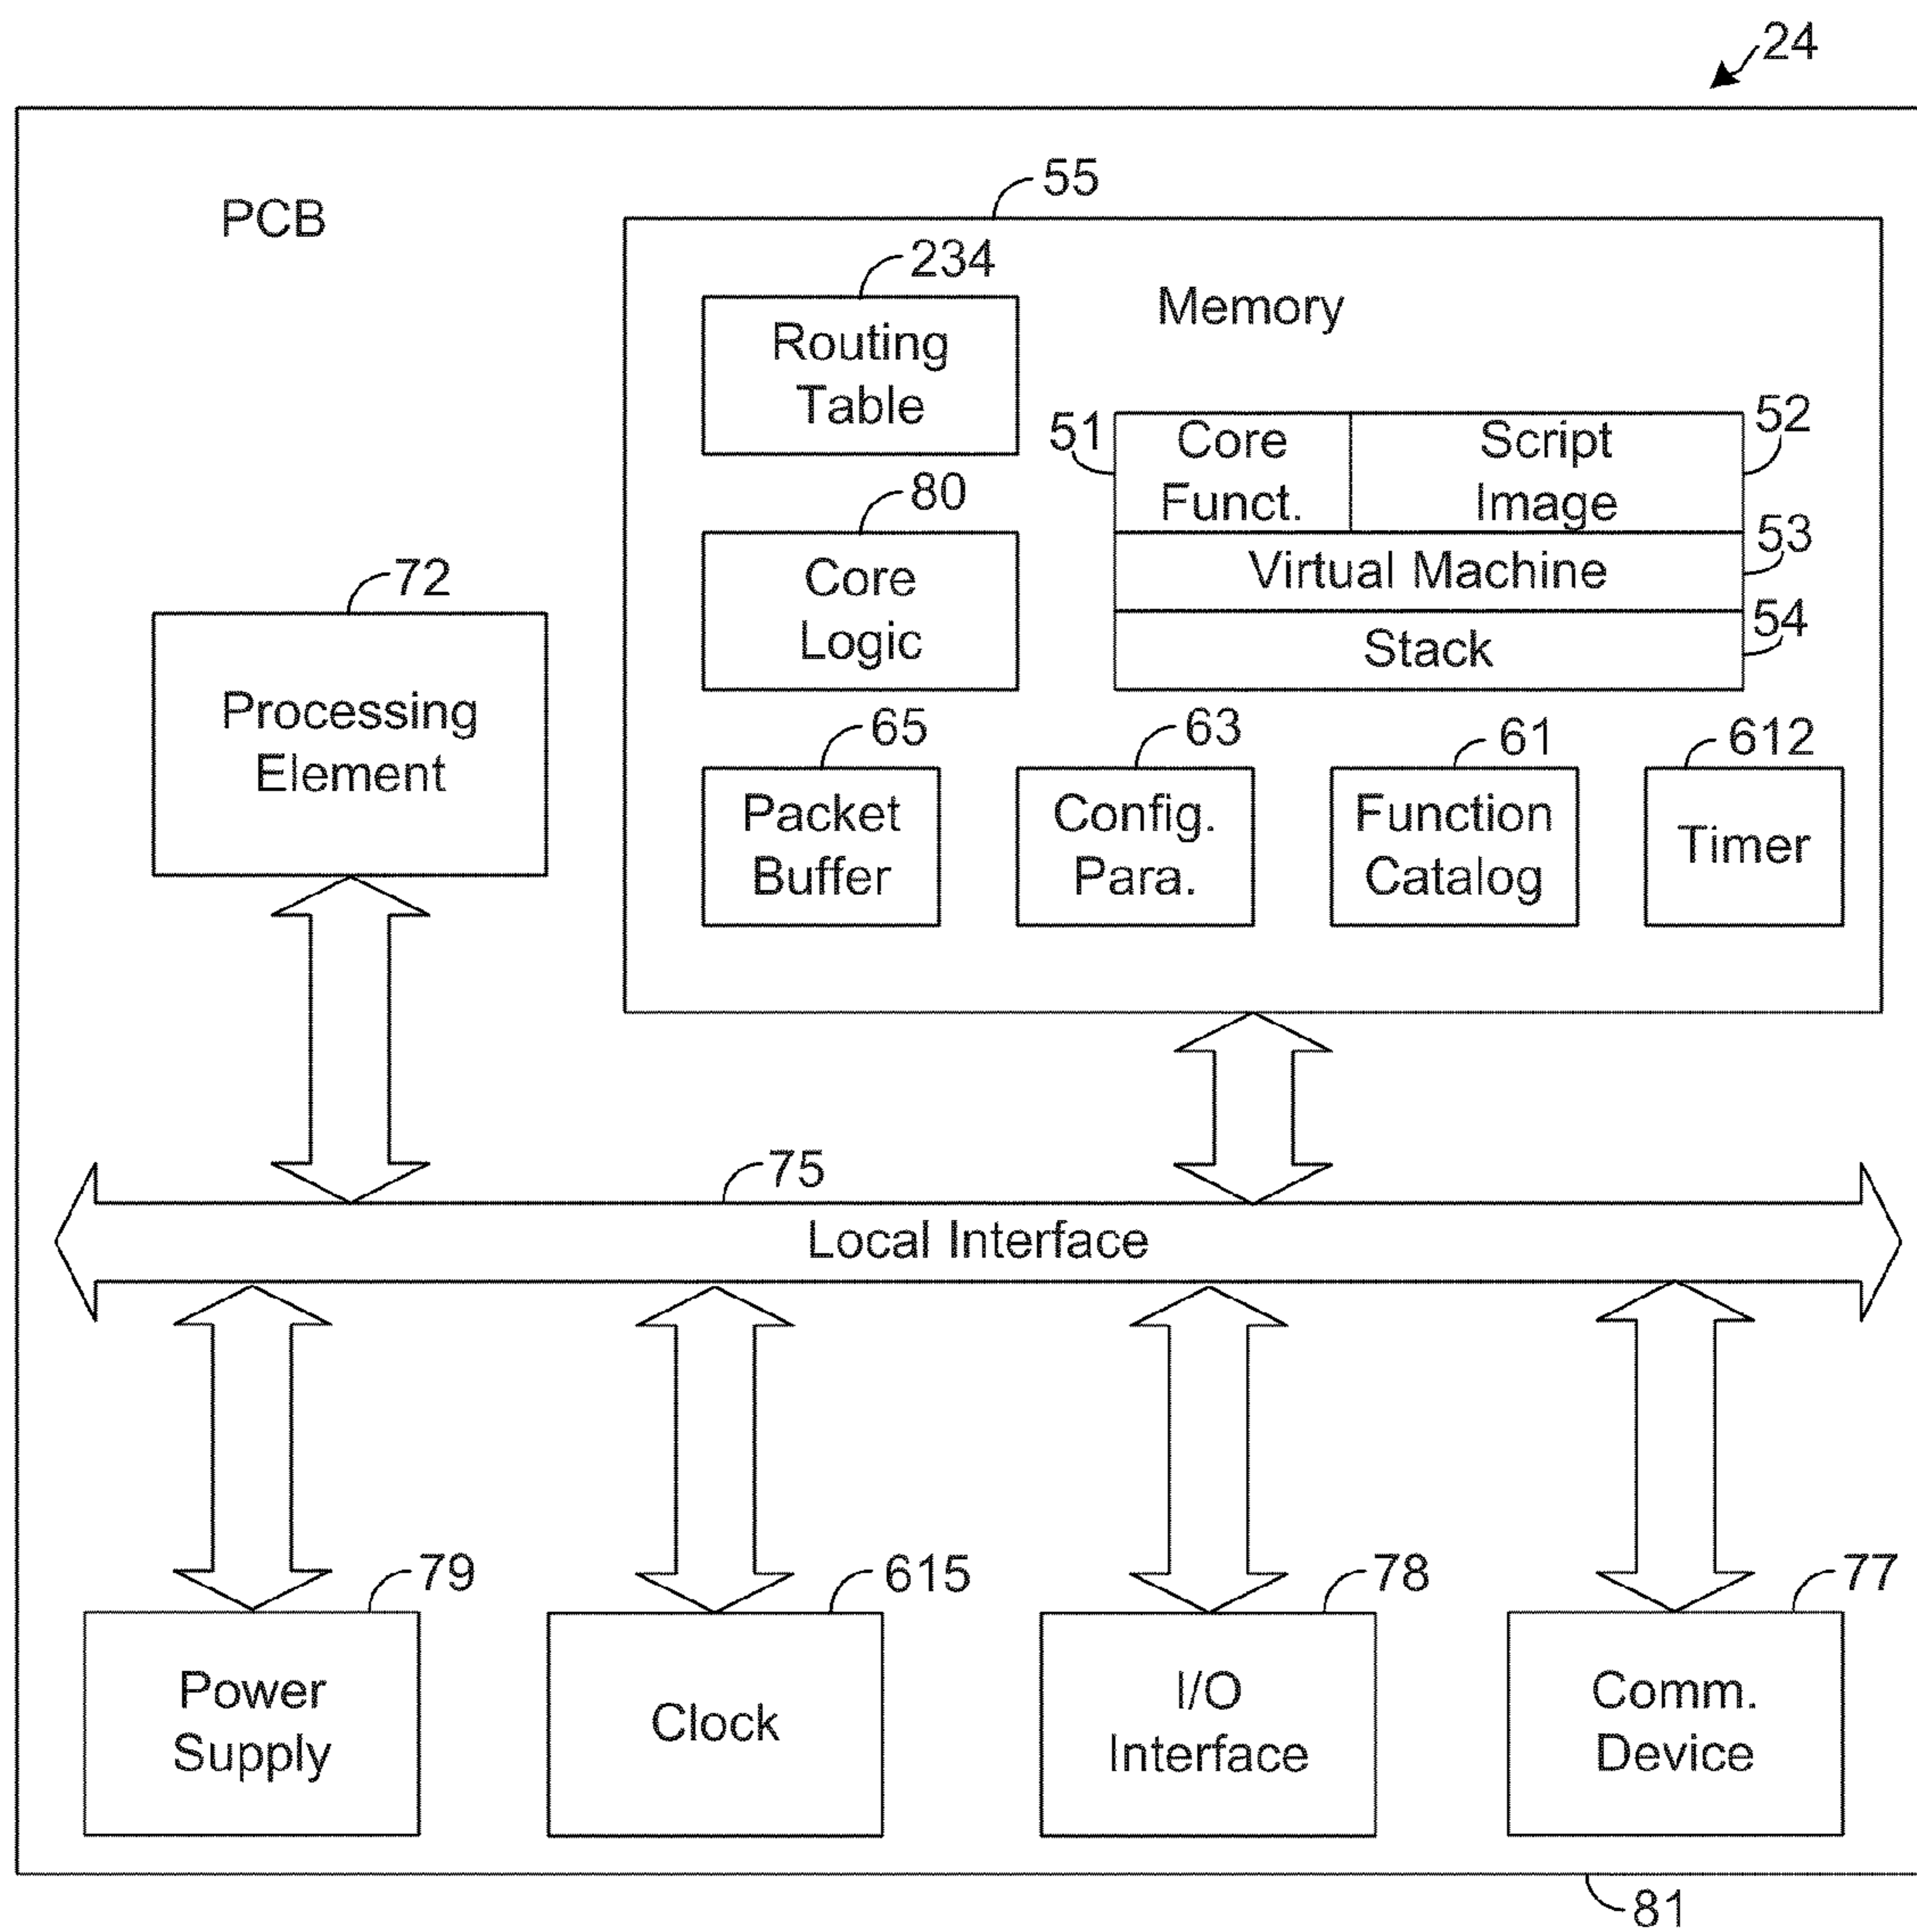 24
PCB
55
234
Memory
Routing
Table
51
Core
Funct.
Script
Image
52
80
Core
Logic
Virtual Machine
53
Stack
54
72
Processing
Element
65
Packet
Buffer
63
Config.
Para.
61
Function
Catalog
612
Timer
75
Local Interface
79
Power
Supply
615
Clock
78
I/O
Interface
77
Comm.
Device
81